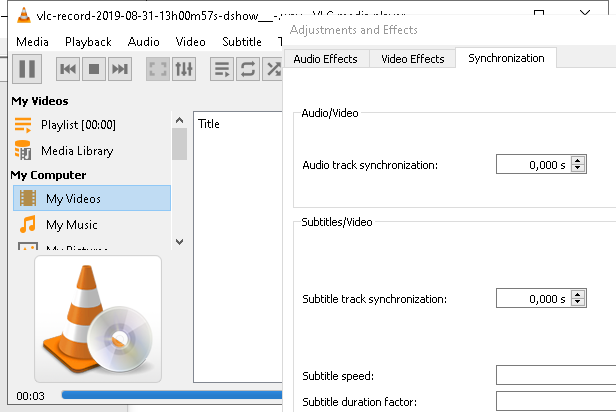 vlc-record-2019-08-31-13h00m57s-dshow___-,wav - VLC media player
Adjustments and Effects
Media Playback Audio Video Subtitle
Audio Effects Video Effects Synchronization
My Videos
Playlist [00:00]
Media Library
My Computer
My Videos
My Music
My Pictures
Title
Audio/Video
Audio track synchronization: 0,000 s
Subtitles/Video
Subtitle track synchronization: 0,000 s
Subtitle speed:
Subtitle duration factor:
00:03